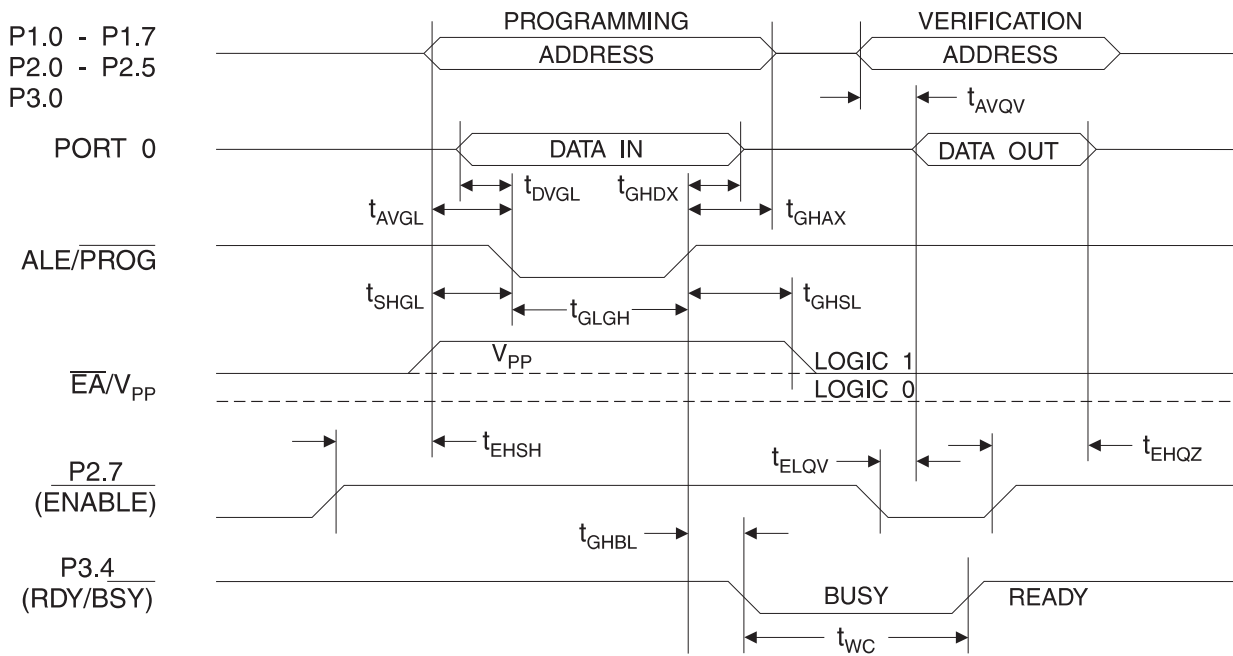 PROGRAMMING
VERIFICATION
P1.0 - P1.7
P2.0 - P2.5
P3.0
ADDRESS
ADDRESS
tAVQV
PORT 0
DATA IN
DATA OUT
tDVGL
tGHDX
tAVGL
tGHAX
ALE/PROG
tSHGL
tGLGH
tGHSL
VPP
LOGIC 1
EA/VPP
LOGIC 0
tEHSH
tELQV
tEHQZ
P2.7
(ENABLE)
tGHBL
P3.4
(RDY/BSY)
BUSY
READY
tWC